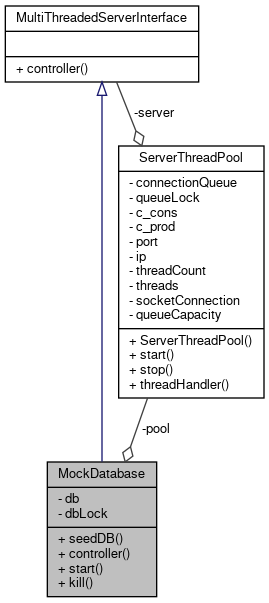 MultiThreadedServerInterface
+ controller()
-server
ServerThreadPool
- connectionQueue
- queueLock
- c_cons
- c_prod
- port
- ip
- threadCount
- threads
- socketConnection
- queueCapacity
+ ServerThreadPool()
+ start()
+ stop()
+ threadHandler()
-pool
MockDatabase
- db
- dbLock
+ seedDB()
+ controller()
+ start()
+ kill()